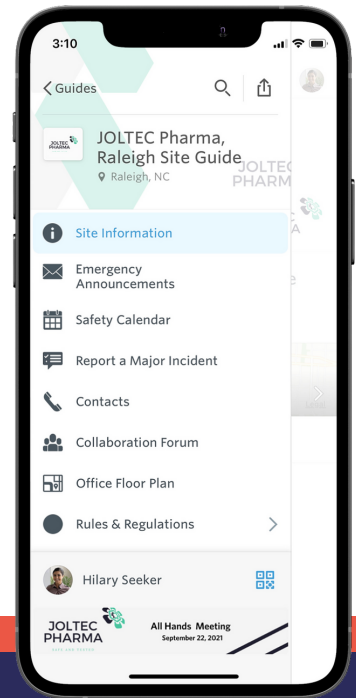 3:10
Guides
JOLTEC PHARMA
JOLTEC Pharma,
Raleigh Site Guide
Raleigh, NC
JOLTEC
PHARM
A
Site Information
Emergency
Announcements
Safety Calendar
Report a Major Incident
Contacts
Collaboration Forum
Office Floor Plan
Rules & Regulations
Hilary Seeker
JOLTEC
PHARMA
All Hands Meeting
September 22, 2021